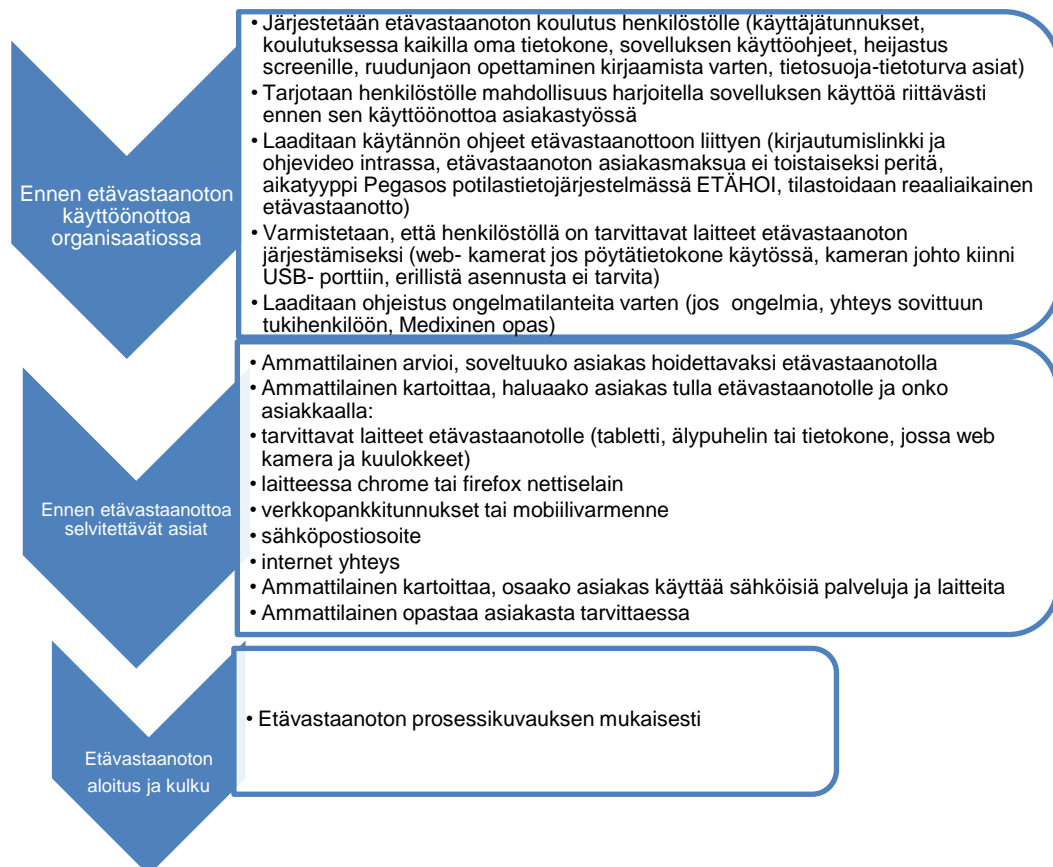 Ennen etävastaanoton
käyttöönottoa
organisaatiossa
• Järjestetään etävastaanoton koulutus henkilöstölle (käyttäjätunnukset,
koulutuksessa kaikilla oma tietokone, sovelluksen käyttöohjeet, heijastus
screenille, ruudunjaon opettaminen kirjaamista varten, tietosuoja-tietoturva asiat)
• Tarjotaan henkilöstölle mahdollisuus harjoitella sovelluksen käyttöä riittävästi
ennen sen käyttöönottoa asiakastyössä
• Laaditaan käytännön ohjeet etävastaanottoon liittyen (kirjautumislinkki ja
ohjevideo intrassa, etävastaanoton asiakasmaksua ei toistaiseksi peritä,
aikatyyppi Pegasos potilastietojärjestelmässä ETÄHOI, tilastoidaan reaaliaikainen
etävastaanotto)
• Varmistetaan, että henkilöstöllä on tarvittavat laitteet etävastaanoton
järjestämiseksi (web- kamerat jos pöytätietokone käytössä, kameran johto kiinni
USB- porttiin, erillistä asennusta ei tarvita)
• Laaditaan ohjeistus ongelmatilanteita varten (jos  ongelmia, yhteys sovittuun
tukihenkilöön, Medixinen opas)
Ennen etävastaanottoa
selvitettävät asiat
• Ammattilainen arvioi, soveltuuko asiakas hoidettavaksi etävastaanotolla
• Ammattilainen kartoittaa, haluaako asiakas tulla etävastaanotolle ja onko
asiakkaalla:
• tarvittavat laitteet etävastaanotolle (tabletti, älypuhelin tai tietokone, jossa web
kamera ja kuulokkeet)
• laitteessa chrome tai firefox nettiselain
• verkkopankkitunnukset tai mobiilivarmenne
• sähköpostiosoite
• internet yhteys
• Ammattilainen kartoittaa, osaako asiakas käyttää sähköisiä palveluja ja laitteita
• Ammattilainen opastaa asiakasta tarvittaessa
Etävastaanoton
aloitus ja kulku
• Etävastaanoton prosessikuvauksen mukaisesti